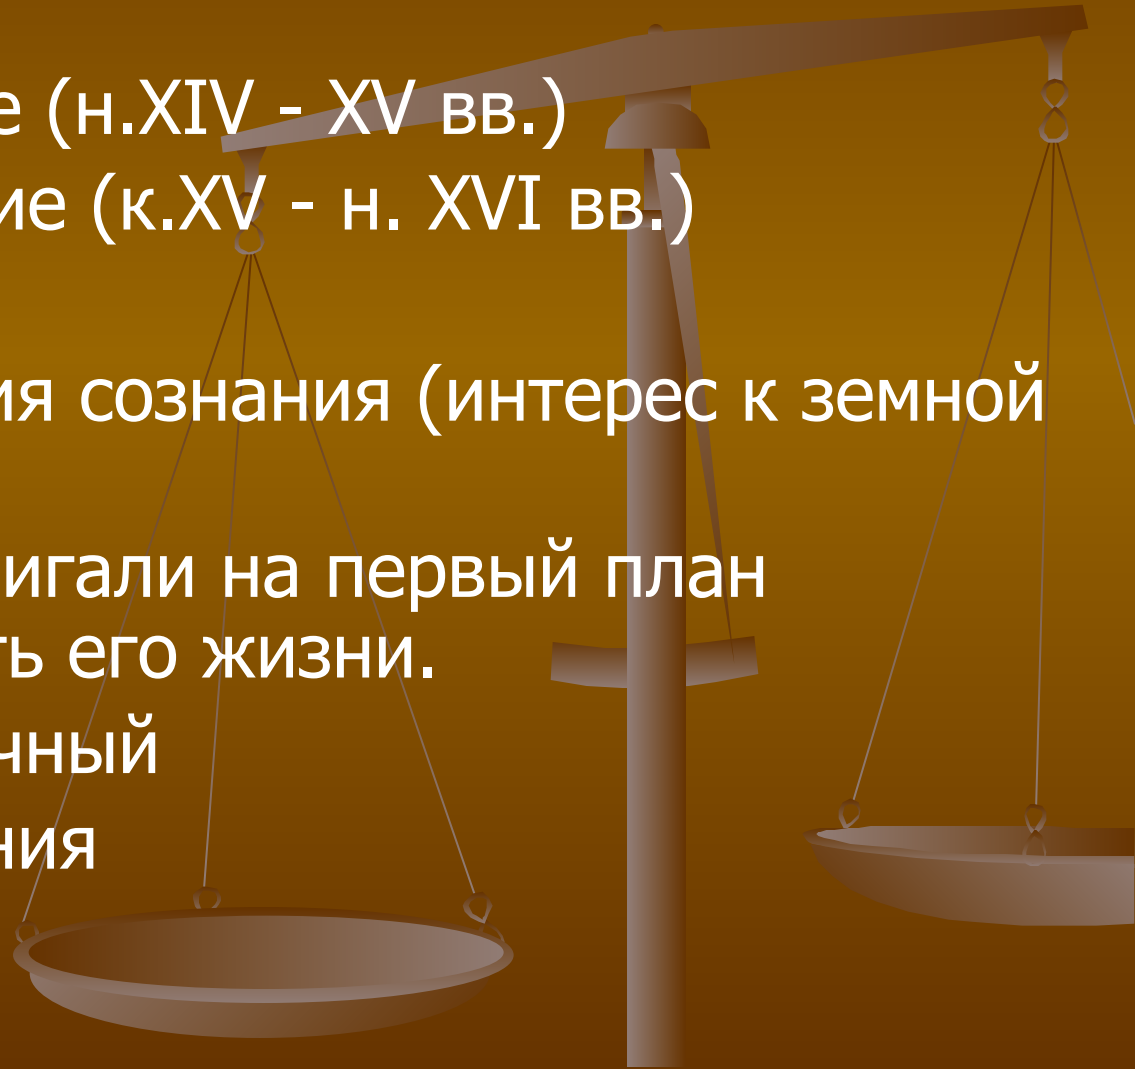 е (н.XIV - XV вв.)
ие (к.XV - н. XVI вв.)
ия сознания (интерес к земной
игали на первый план
ть его жизни.
чный
ния